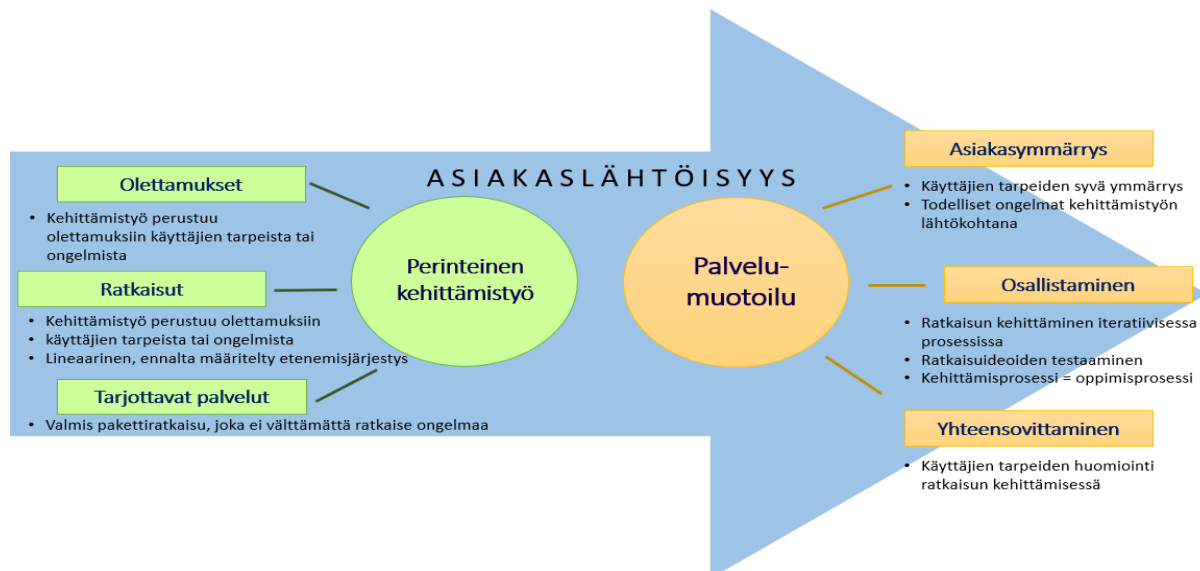 ASIAKASLÄHTÖISYYS
Olettamukset
• Kehittämistyö perustuu
olettamuksiin käyttäjien tarpeista tai
ongelmista
Ratkaisut
• Kehittämistyö perustuu olettamuksiin
• käyttäjien tarpeista tai ongelmista
• Lineaarinen, ennalta määritelty etenemisjärjestys
Tarjottavat palvelut
• Valmis pakettiratkaisu, joka ei välttämättä ratkaise ongelmaa
Perinteinen
kehittämistyö
Palvelu-
muotoilu
Asiakasymmärrys
• Käyttäjien tarpeiden syvä ymmärrys
• Todelliset ongelmat kehittämistyön
lähtökohtana
Osallistaminen
• Ratkaisun kehittäminen iteratiivisessa
prosessissa
• Ratkaisuideoiden testaaminen
• Kehittämisprosessi = oppimisprosessi
Yhteensovittaminen
• Käyttäjien tarpeiden huomiointi
ratkaisun kehittämisessä